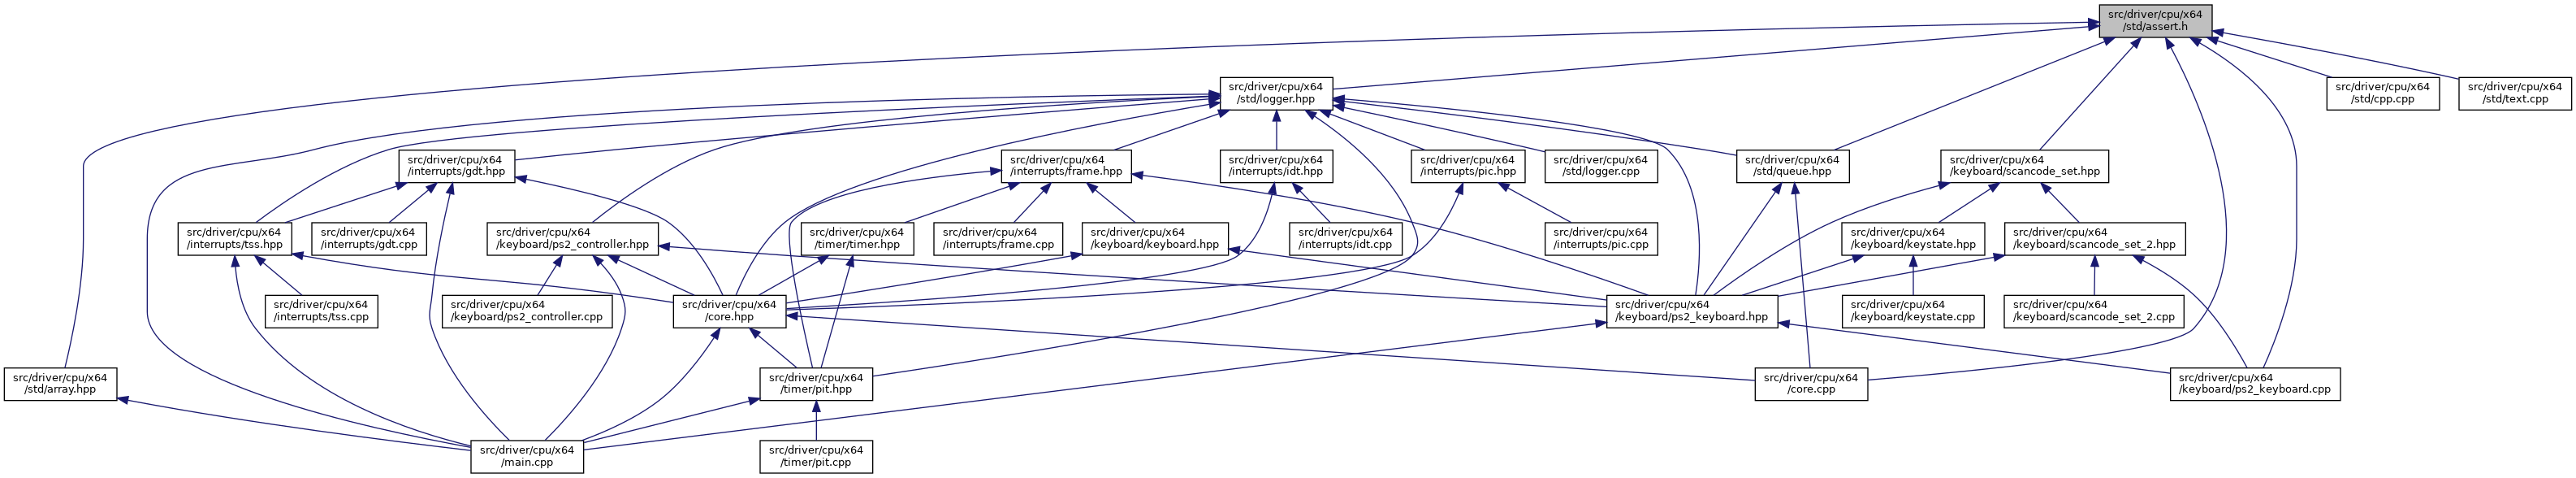 src/driver/cpu/x64
/std/assert.h
src/driver/cpu/x64
/std/logger.hpp
src/driver/cpu/x64
/std/cpp.cpp
src/driver/cpu/x64
/std/text.cpp
src/driver/cpu/x64
/interrupts/gdt.hpp
src/driver/cpu/x64
/interrupts/frame.hpp
src/driver/cpu/x64
/interrupts/idt.hpp
src/driver/cpu/x64
/interrupts/pic.hpp
src/driver/cpu/x64
/std/logger.cpp
src/driver/cpu/x64
/std/queue.hpp
src/driver/cpu/x64
/keyboard/scancode_set.hpp
src/driver/cpu/x64
/interrupts/tss.hpp
src/driver/cpu/x64
/interrupts/gdt.cpp
src/driver/cpu/x64
/keyboard/ps2_controller.hpp
src/driver/cpu/x64
/timer/timer.hpp
src/driver/cpu/x64
/interrupts/frame.cpp
src/driver/cpu/x64
/keyboard/keyboard.hpp
src/driver/cpu/x64
/interrupts/idt.cpp
src/driver/cpu/x64
/interrupts/pic.cpp
src/driver/cpu/x64
/keyboard/keystate.hpp
src/driver/cpu/x64
/keyboard/scancode_set_2.hpp
src/driver/cpu/x64
/interrupts/tss.cpp
src/driver/cpu/x64
/keyboard/ps2_controller.cpp
src/driver/cpu/x64
/core.hpp
src/driver/cpu/x64
/keyboard/ps2_keyboard.hpp
src/driver/cpu/x64
/keyboard/keystate.cpp
src/driver/cpu/x64
/keyboard/scancode_set_2.cpp
src/driver/cpu/x64
/std/array.hpp
src/driver/cpu/x64
/timer/pit.hpp
src/driver/cpu/x64
/core.cpp
src/driver/cpu/x64
/keyboard/ps2_keyboard.cpp
src/driver/cpu/x64
/main.cpp
src/driver/cpu/x64
/timer/pit.cpp